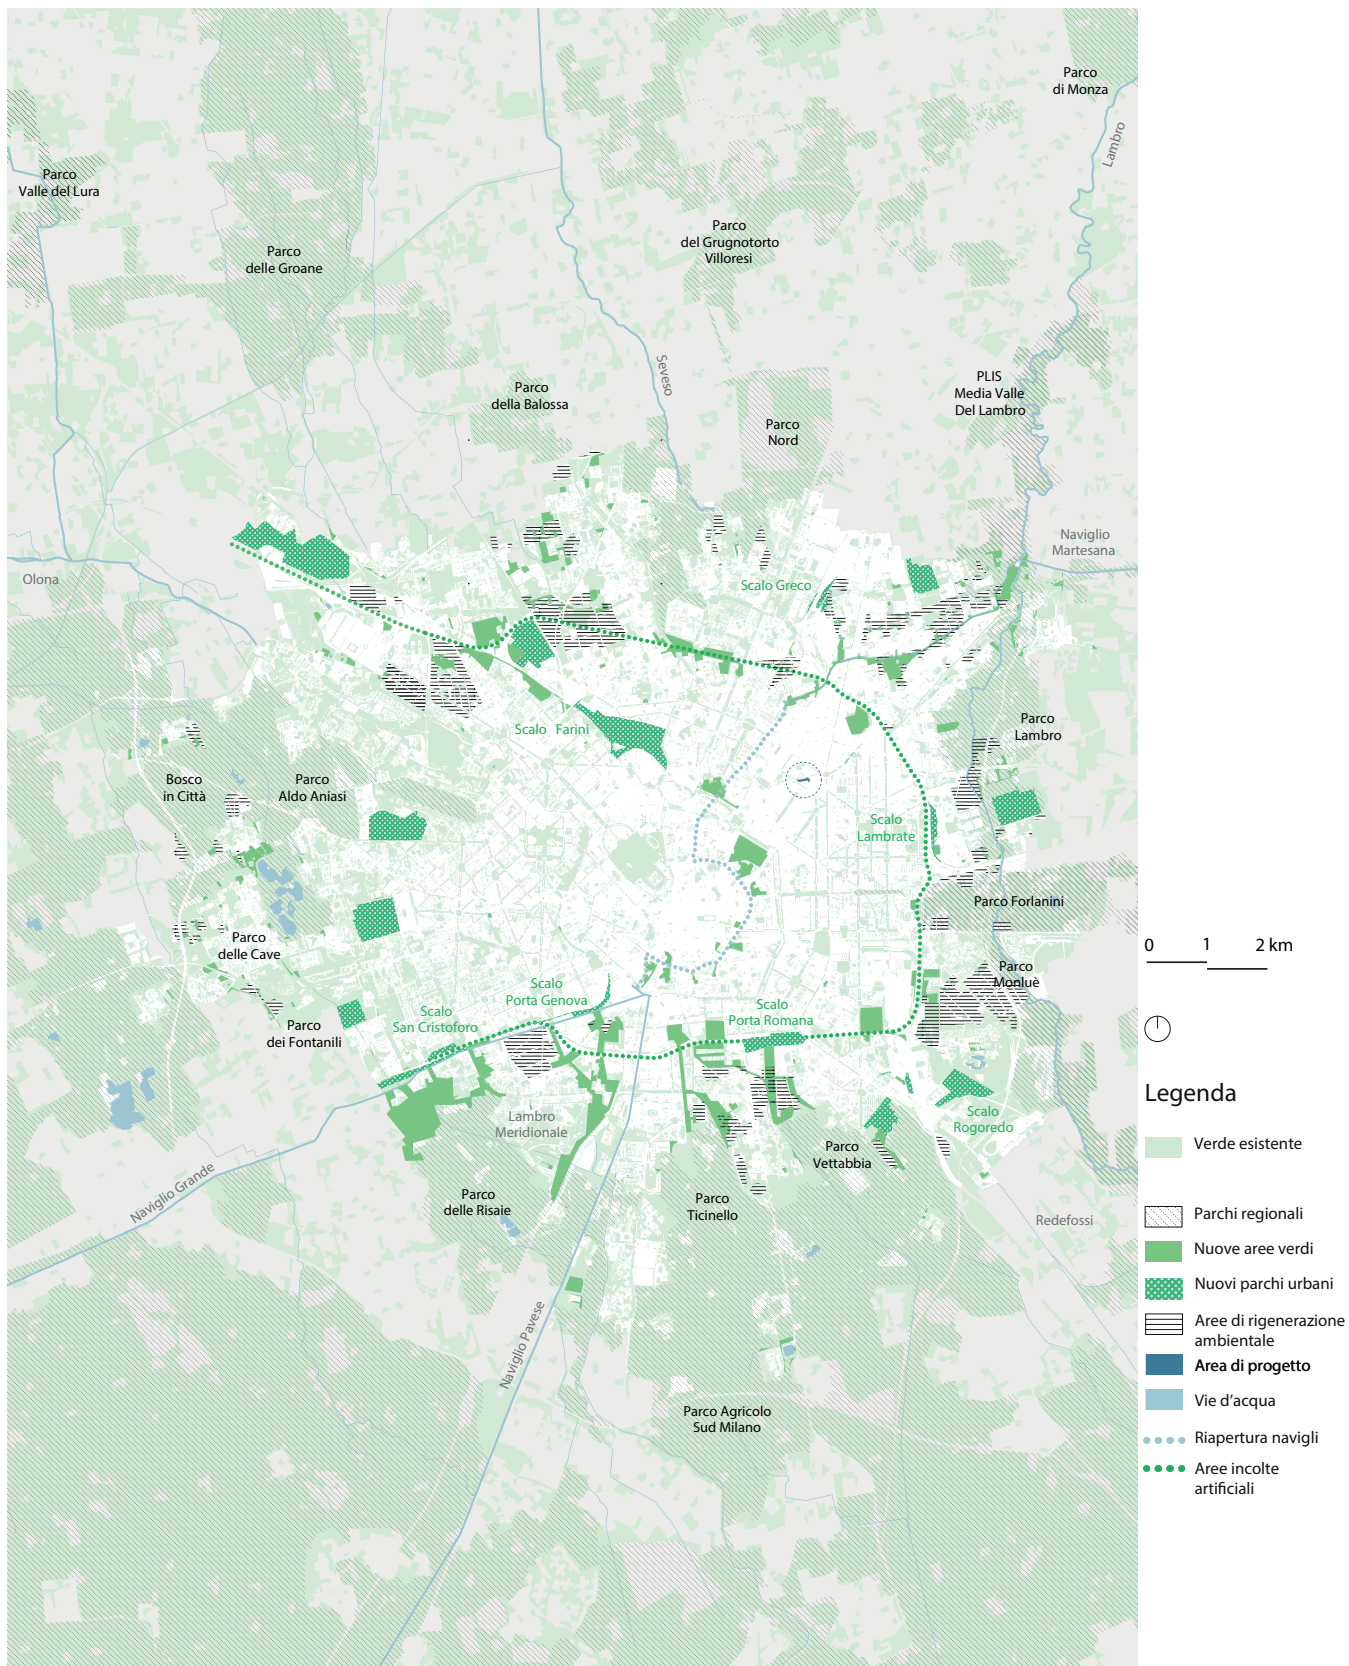 Parco
di Monza
Lambro
Parco
Valle del Lura
Parco
del Grugnotorto
Villoresi
Parco
delle Groane
Seveso
PLIS
Media Valle
Del Lambro
Parco
della Balossa
Parco
Nord
Naviglio
Martesana
Olona
Scalo Greco
Scalo Farini
Parco
Lambro
Bosco
in Città
Parco
Aldo Aniasi
Scalo
Lambrate
Parco Forlanini
Parco
delle Cave
Parco
Monluè
Scalo
Porta Genova
Scalo
San Cristoforo
Scalo
Porta Romana
Parco
dei Fontanili
Lambro
Meridionale
Scalo
Rogoredo
Parco
Vettabbia
Naviglio Grande
Parco
delle Risaie
Parco
Ticinello
Redefossi
Naviglio Pavese
Parco Agricolo
Sud Milano
0 1 2 km
Legenda
Verde esistente
Parchi regionali
Nuove aree verdi
Nuovi parchi urbani
Aree di rigenerazione
ambientale
Area di progetto
Vie d'acqua
Riapertura navigli
Aree incolte
artificiali